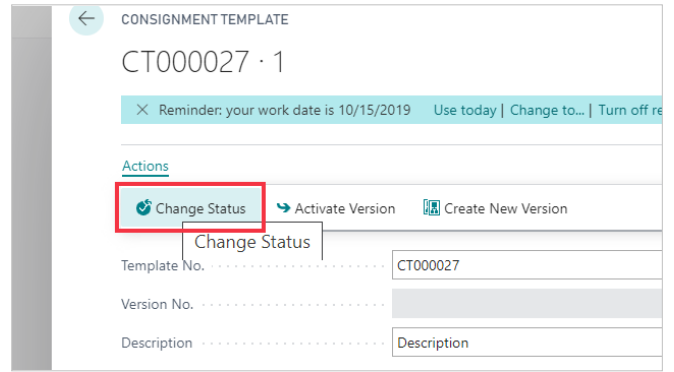 CONSIGNMENT TEMPLATE
CT000027 · 1
Reminder: your work date is 10/15/2019 Use today | Change to... | Turn off re
Actions
Change Status Activate Version Create New Version
Change Status
Template No. CT000027
Version No.
Description Description